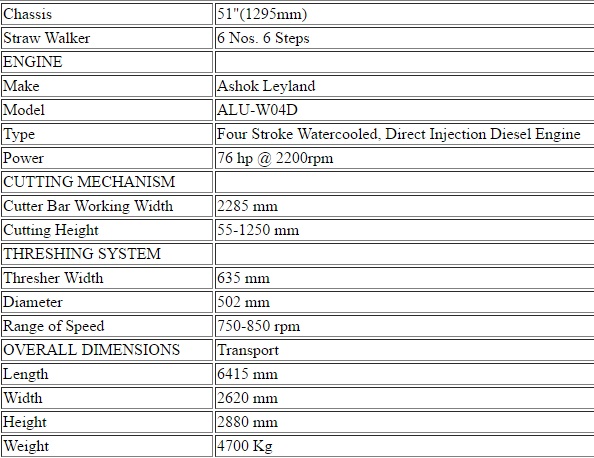 Chassis 51"(1295mm)
Straw Walker 6 Nos. 6 Steps
ENGINE
Make Ashok Leyland
Model ALU-W04D
Type Four Stroke Watercooled, Direct Injection Diesel Engine
Power 76 hp @ 2200rpm
CUTTING MECHANISM
Cutter Bar Working Width 2285 mm
Cutting Height 55-1250 mm
THRESHING SYSTEM
Thresher Width 635 mm
Diameter 502 mm
Range of Speed 750-850 rpm
OVERALL DIMENSIONS Transport
Length 6415 mm
Width 2620 mm
Height 2880 mm
Weight 4700 Kg